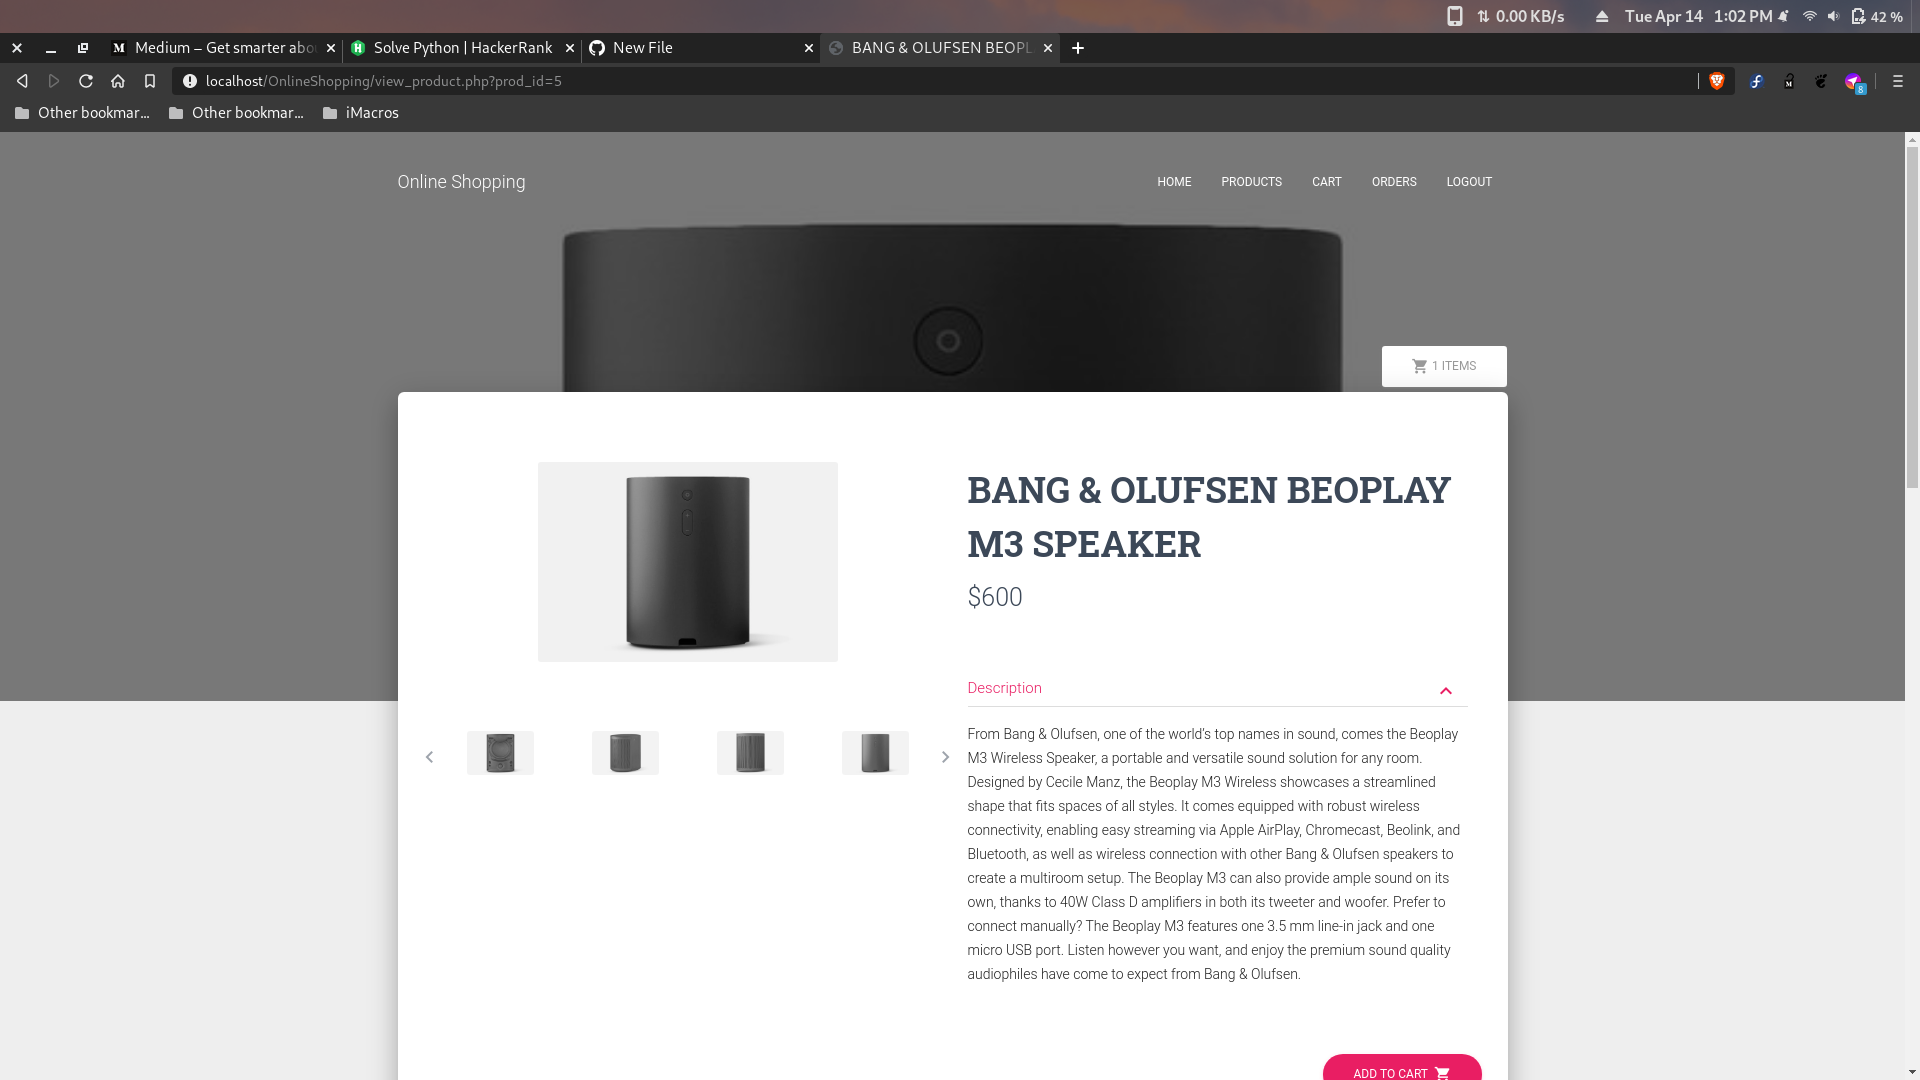 0.00 KB/s Tue Apr 14 1:02 PM 42 %
Medium – Get smarter abo
Solve Python | HackerRank
New File
BANG & OLUFSEN BEOPL
localhost/OnlineShopping/view_product.php?prod_id=5
8
Other bookmar...
Other bookmar...
iMacros
Online Shopping
HOME PRODUCTS CART ORDERS LOGOUT
1 ITEMS
BANG & OLUFSEN BEOPLAY
M3 SPEAKER
$600
Description
From Bang & Olufsen, one of the world's top names in sound, comes the Beoplay
M3 Wireless Speaker, a portable and versatile sound solution for any room.
Designed by Cecile Manz, the Beoplay M3 Wireless showcases a streamlined
shape that fits spaces of all styles. It comes equipped with robust wireless
connectivity, enabling easy streaming via Apple AirPlay, Chromecast, Beolink, and
Bluetooth, as well as wireless connection with other Bang & Olufsen speakers to
create a multiroom setup. The Beoplay M3 can also provide ample sound on its
own, thanks to 40W Class D amplifiers in both its tweeter and woofer. Prefer to
connect manually? The Beoplay M3 features one 3.5 mm line-in jack and one
micro USB port. Listen however you want, and enjoy the premium sound quality
audiophiles have come to expect from Bang & Olufsen.
ADD TO CART